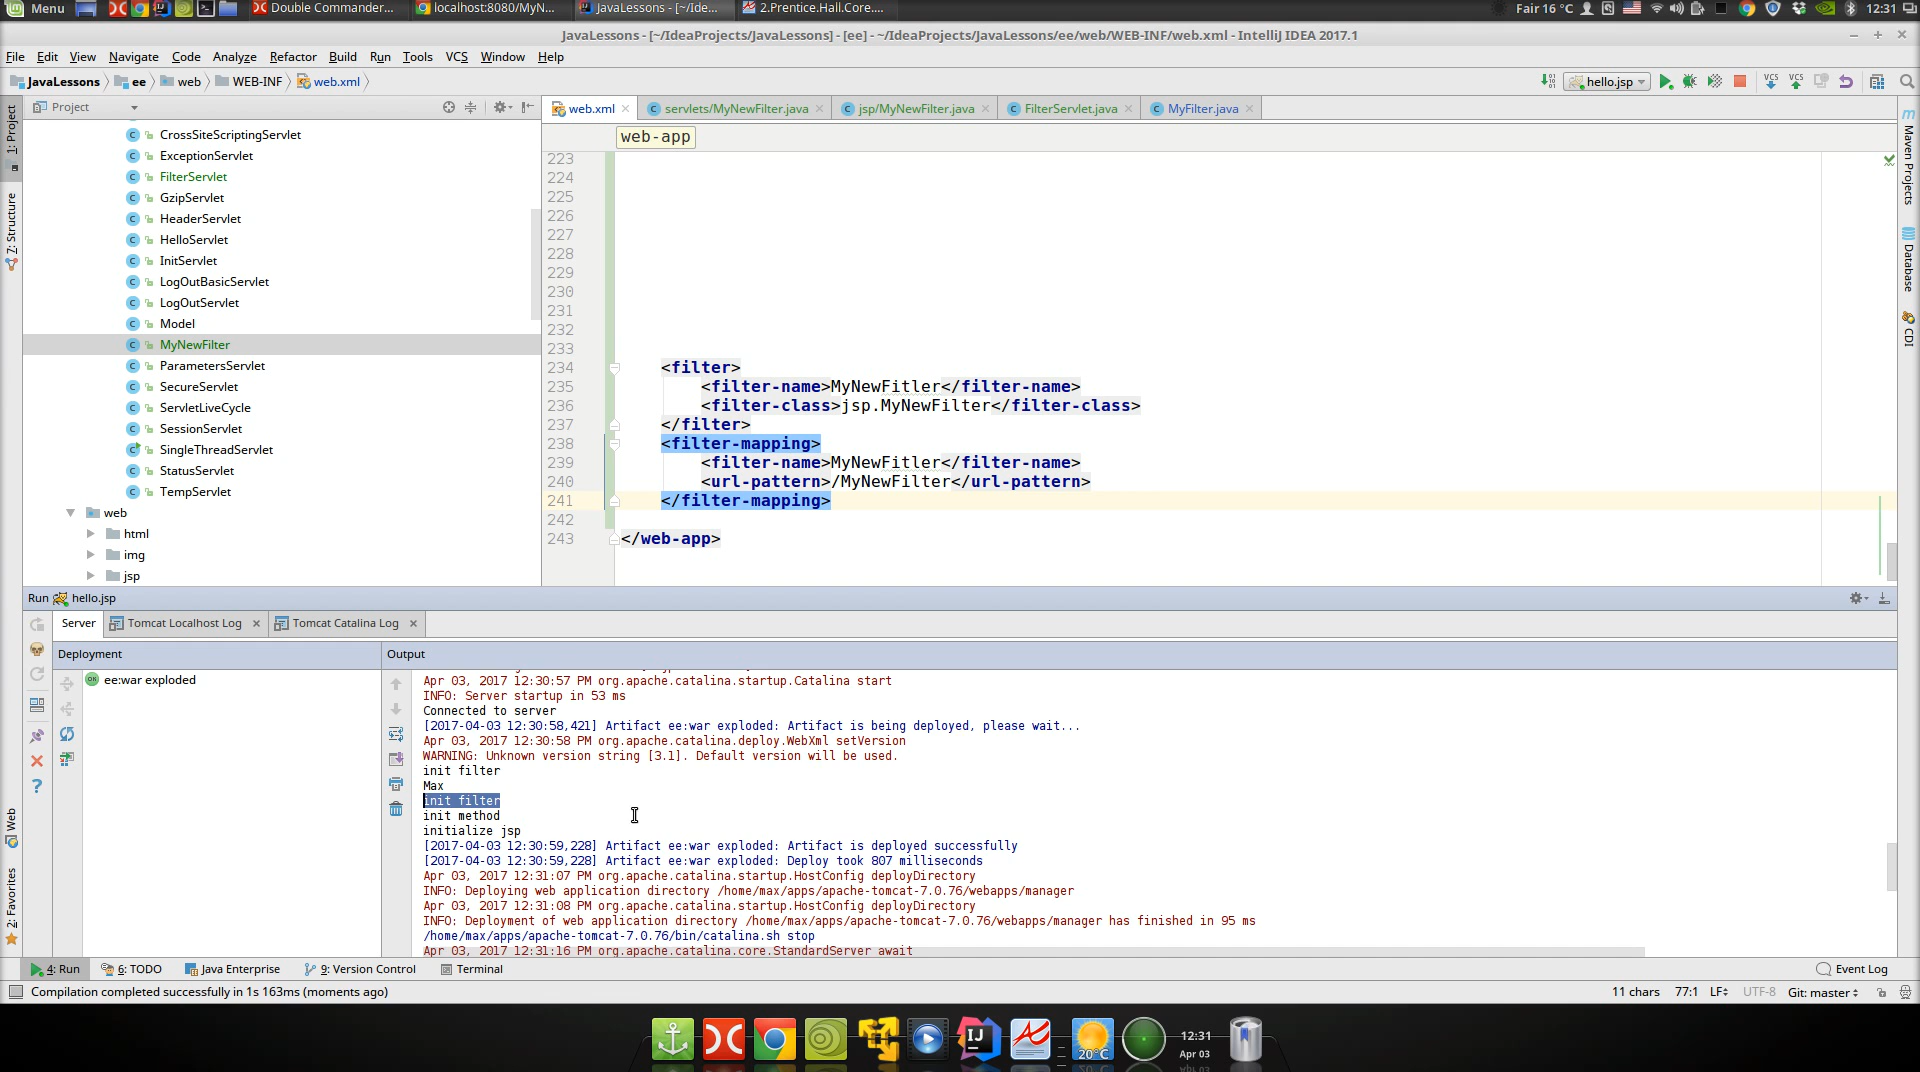 Menu
Double Commander...
localhost:8080/MyN...
JavaLessons - [~/Ide...
2.Prentice.Hall.Core....
Fair 16 °C
12:31
JavaLessons - [~/IdeaProjects/JavaLessons] - [ee] - ~/IdeaProjects/JavaLessons/ee/web/WEB-INF/web.xml - IntelliJ IDEA 2017.1
File Edit View Navigate Code Analyze Refactor Build Run Tools VCS Window Help
JavaLessons ee web WEB-INF web.xml
hello.jsp
VCS VCS
Project
web.xml
servlets/MyNewFilter.java
jsp/MyNewFilter.java
FilterServlet.java
MyFilter.java
1: Project
7: Structure
Web
2: Favorites
Maven Projects
Database
CDI
web-app
CrossSiteScriptingServlet
ExceptionServlet
FilterServlet
GzipServlet
HeaderServlet
HelloServlet
InitServlet
LogOutBasicServlet
LogOutServlet
Model
MyNewFilter
ParametersServlet
SecureServlet
ServletLiveCycle
SessionServlet
SingleThreadServlet
StatusServlet
TempServlet
web
html
img
jsp
223
224
225
226
227
228
229
230
231
232
233
234 <filter>
235 <filter-name>MyNewFitler</filter-name>
236 <filter-class>jsp.MyNewFilter</filter-class>
237 </filter>
238 <filter-mapping>
239 <filter-name>MyNewFitler</filter-name>
240 <url-pattern>/MyNewFilter</url-pattern>
241 </filter-mapping>
242
243 </web-app>
Run hello.jsp
Server
Tomcat Localhost Log
Tomcat Catalina Log
Deployment
Output
ee:war exploded
Apr 03, 2017 12:30:57 PM org.apache.catalina.startup.Catalina start
INFO: Server startup in 53 ms
Connected to server
[2017-04-03 12:30:58,421] Artifact ee:war exploded: Artifact is being deployed, please wait...
Apr 03, 2017 12:30:58 PM org.apache.catalina.deploy.WebXml setVersion
WARNING: Unknown version string [3.1]. Default version will be used.
init filter
Max
init filter
init method
initialize jsp
[2017-04-03 12:30:59,228] Artifact ee:war exploded: Artifact is deployed successfully
[2017-04-03 12:30:59,228] Artifact ee:war exploded: Deploy took 807 milliseconds
Apr 03, 2017 12:31:07 PM org.apache.catalina.startup.HostConfig deployDirectory
INFO: Deploying web application directory /home/max/apps/apache-tomcat-7.0.76/webapps/manager
Apr 03, 2017 12:31:08 PM org.apache.catalina.startup.HostConfig deployDirectory
INFO: Deployment of web application directory /home/max/apps/apache-tomcat-7.0.76/webapps/manager has finished in 95 ms
/home/max/apps/apache-tomcat-7.0.76/bin/catalina.sh stop
Apr 03, 2017 12:31:16 PM org.apache.catalina.core.StandardServer await
4: Run
6: TODO
Java Enterprise
9: Version Control
Terminal
Event Log
Compilation completed successfully in 1s 163ms (moments ago)
11 chars 77:1 LF UTF-8 Git: master
IJ
20°C
12:31
Apr 03